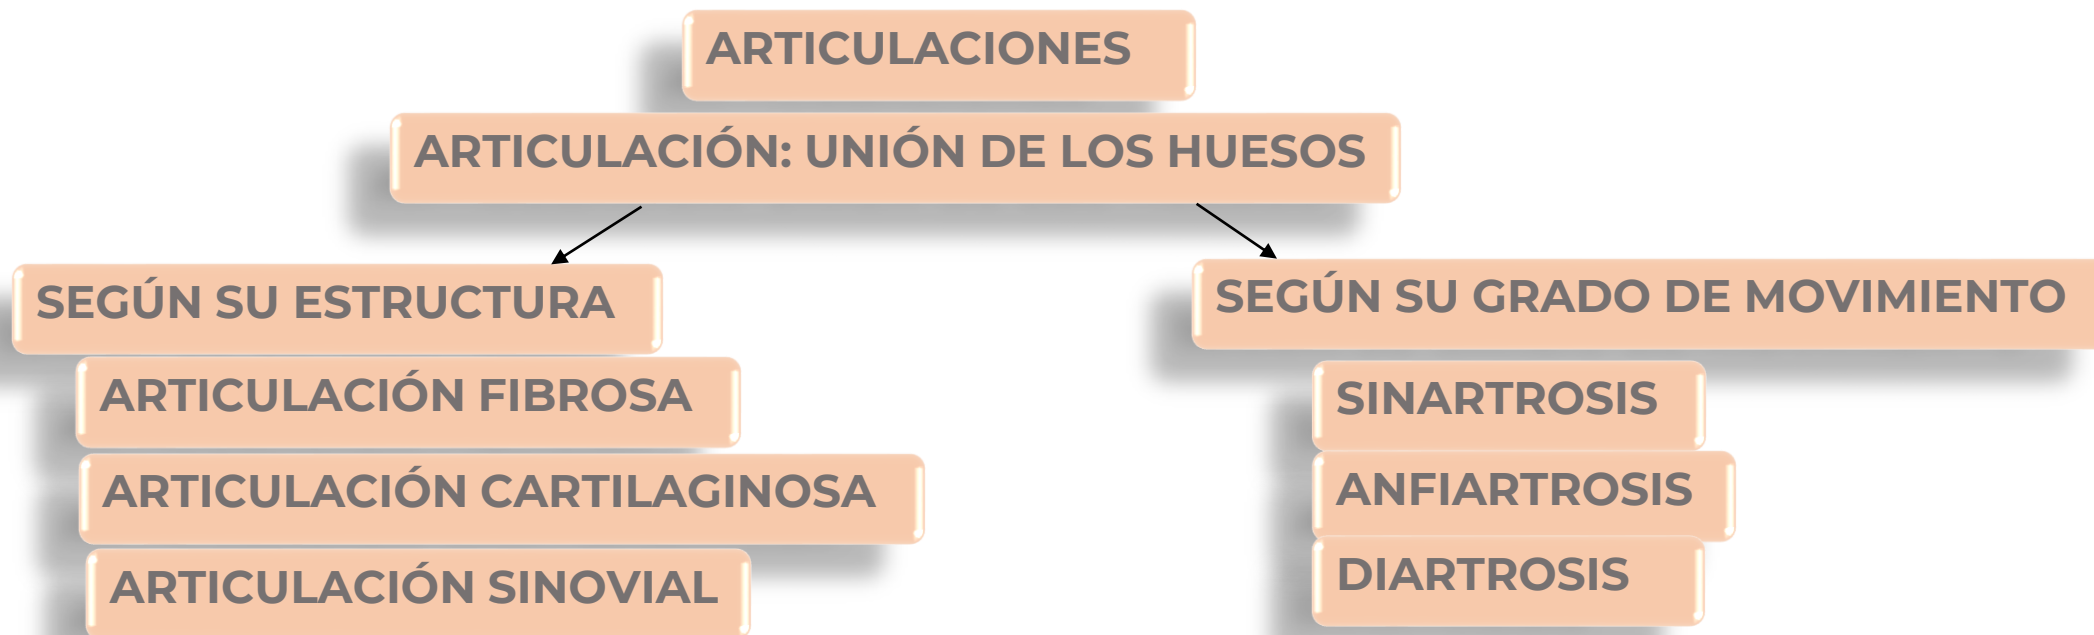 ARTICULACIONES
ARTICULACIÓN: UNIÓN DE LOS HUESOS
SEGÚN SU ESTRUCTURA
ARTICULACIÓN FIBROSA
ARTICULACIÓN CARTILAGINOSA
ARTICULACIÓN SINOVIAL
SEGÚN SU GRADO DE MOVIMIENTO
SINARTROSIS
ANFIARTROSIS
DIARTROSIS